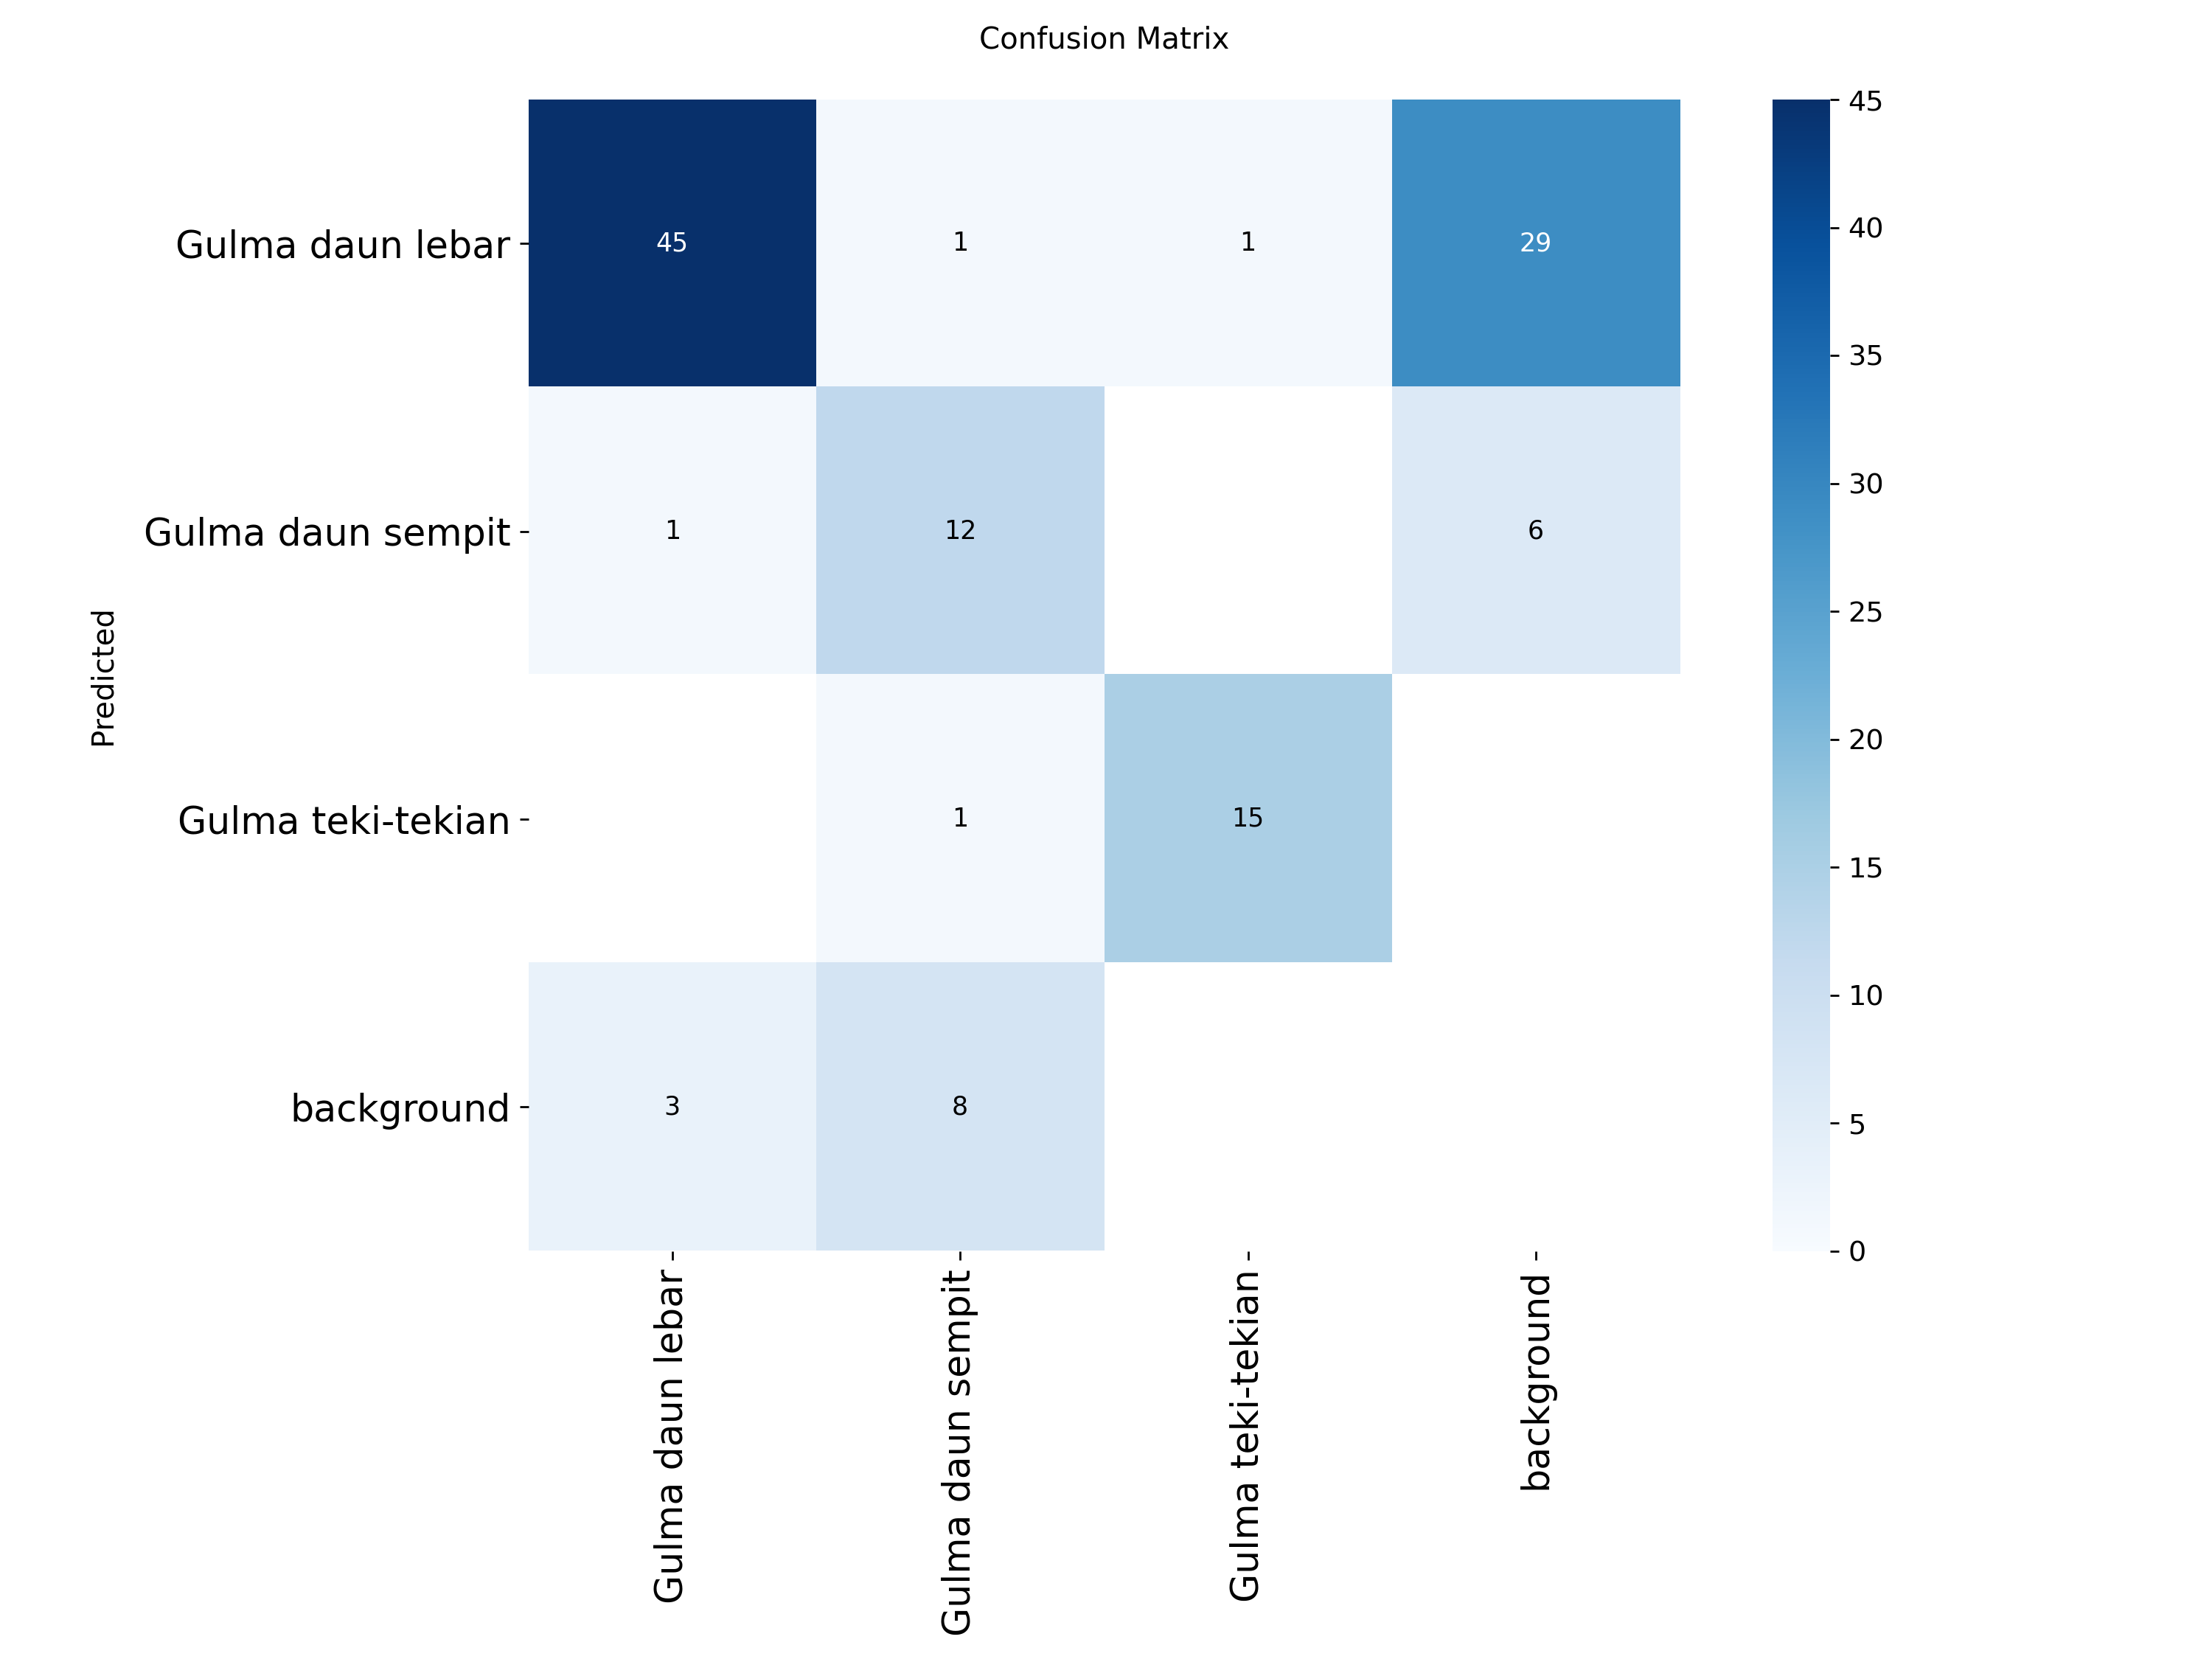 Confusion Matrix
Predicted
Gulma daun lebar
45 1 1 29
Gulma daun sempit
1 12 6
Gulma teki-tekian
1 15
background
3 8
Gulma daun lebar
Gulma daun sempit
Gulma teki-tekian
background
45
40
35
30
25
20
15
10
5
0